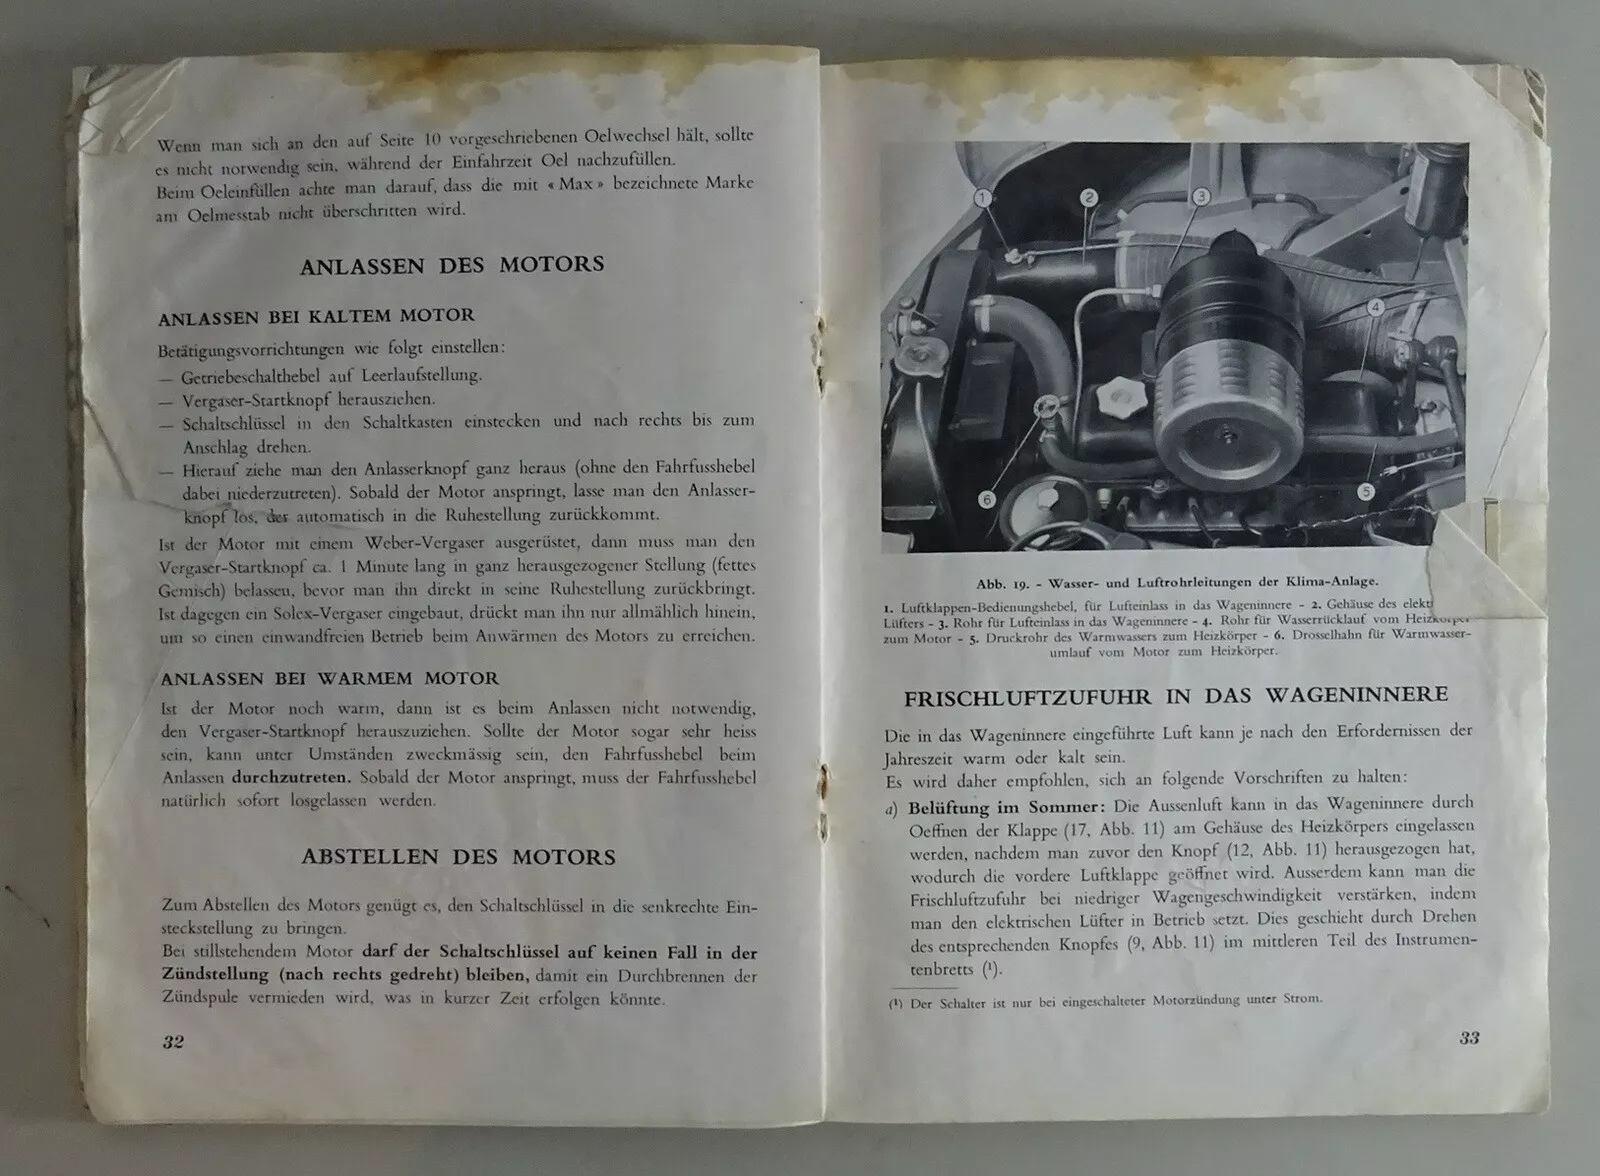 Wenn man sich an den auf Seite 10 vorgeschriebenen Oelwechsel hält, sollte
es nicht notwendig sein, während der Einfahrzeit Oel nachzufüllen.
Beim Oeleinfüllen achte man darauf, dass die mit « Max » bezeichnete Marke
am Oelmesstab nicht überschritten wird.
ANLASSEN DES MOTORS
ANLASSEN BEI KALTEM MOTOR
Betätigungsvorrichtungen wie folgt einstellen:
— Getriebeschalthebel auf Leerlaufstellung.
— Vergaser-Startknopf herausziehen.
— Schaltschlüssel in den Schaltkasten einstecken und nach rechts bis zum
Anschlag drehen.
— Hierauf ziehe man den Anlasserknopf ganz heraus (ohne den Fahrfusshebel
dabei niederzutreten). Sobald der Motor anspringt, lasse man den Anlasser-
knopf los, der automatisch in die Ruhestellung zurückkommt.
Ist der Motor mit einem Weber-Vergaser ausgerüstet, dann muss man den
Vergaser-Startknopf ca. 1 Minute lang in ganz herausgezogener Stellung (fettes
Gemisch) belassen, bevor man ihn direkt in seine Ruhestellung zurückbringt.
Ist dagegen ein Solex-Vergaser eingebaut, drückt man ihn nur allmählich hinein,
um so einen einwandfreien Betrieb beim Anwärmen des Motors zu erreichen.
ANLASSEN BEI WARMEM MOTOR
Ist der Motor noch warm, dann ist es beim Anlassen nicht notwendig,
den Vergaser-Startknopf herauszuziehen. Sollte der Motor sogar sehr heiss
sein, kann unter Umständen zweckmässig sein, den Fahrfusshebel beim
Anlassen durchzutreten. Sobald der Motor anspringt, muss der Fahrfusshebel
natürlich sofort losgelassen werden.
ABSTELLEN DES MOTORS
Zum Abstellen des Motors genügt es, den Schaltschlüssel in die senkrechte Ein-
steckstellung zu bringen.
Bei stillstehendem Motor darf der Schaltschlüssel auf keinen Fall in der
Zündstellung (nach rechts gedreht) bleiben, damit ein Durchbrennen der
Zündspule vermieden wird, was in kurzer Zeit erfolgen könnte.
32
1 2 3
4
5
6
Abb. 19. - Wasser- und Luftrohrleitungen der Klima-Anlage.
1. Luftklappen-Bedienungshebel, für Lufteinlass in das Wageninnere - 2. Gehäuse des
Lüfters - 3. Rohr für Lufteinlass in das Wageninnere - 4. Rohr für Wasserrücklauf vom Heizkörper
zum Motor - 5. Druckrohr des Warmwassers zum Heizkörper - 6. Drosselhahn für Warmwasser-
umlauf vom Motor zum Heizkörper.
FRISCHLUFTZUFUHR IN DAS WAGENINNERE
Die in das Wageninnere eingeführte Luft kann je nach den Erfordernissen der
Jahreszeit warm oder kalt sein.
Es wird daher empfohlen, sich an folgende Vorschriften zu halten:
a) Belüftung im Sommer: Die Aussenluft kann in das Wageninnere durch
Oeffnen der Klappe (17, Abb. 11) am Gehäuse des Heizkörpers eingelassen
werden, nachdem man zuvor den Knopf (12, Abb. 11) herausgezogen hat,
wodurch die vordere Luftklappe geöffnet wird. Ausserdem kann man die
Frischluftzufuhr bei niedriger Wagengeschwindigkeit verstärken, indem
man den elektrischen Lüfter in Betrieb setzt. Dies geschieht durch Drehen
des entsprechenden Knopfes (9, Abb. 11) im mittleren Teil des Instrumen-
tenbretts (¹).
(¹) Der Schalter ist nur bei eingeschalteter Motorzündung unter Strom.
33